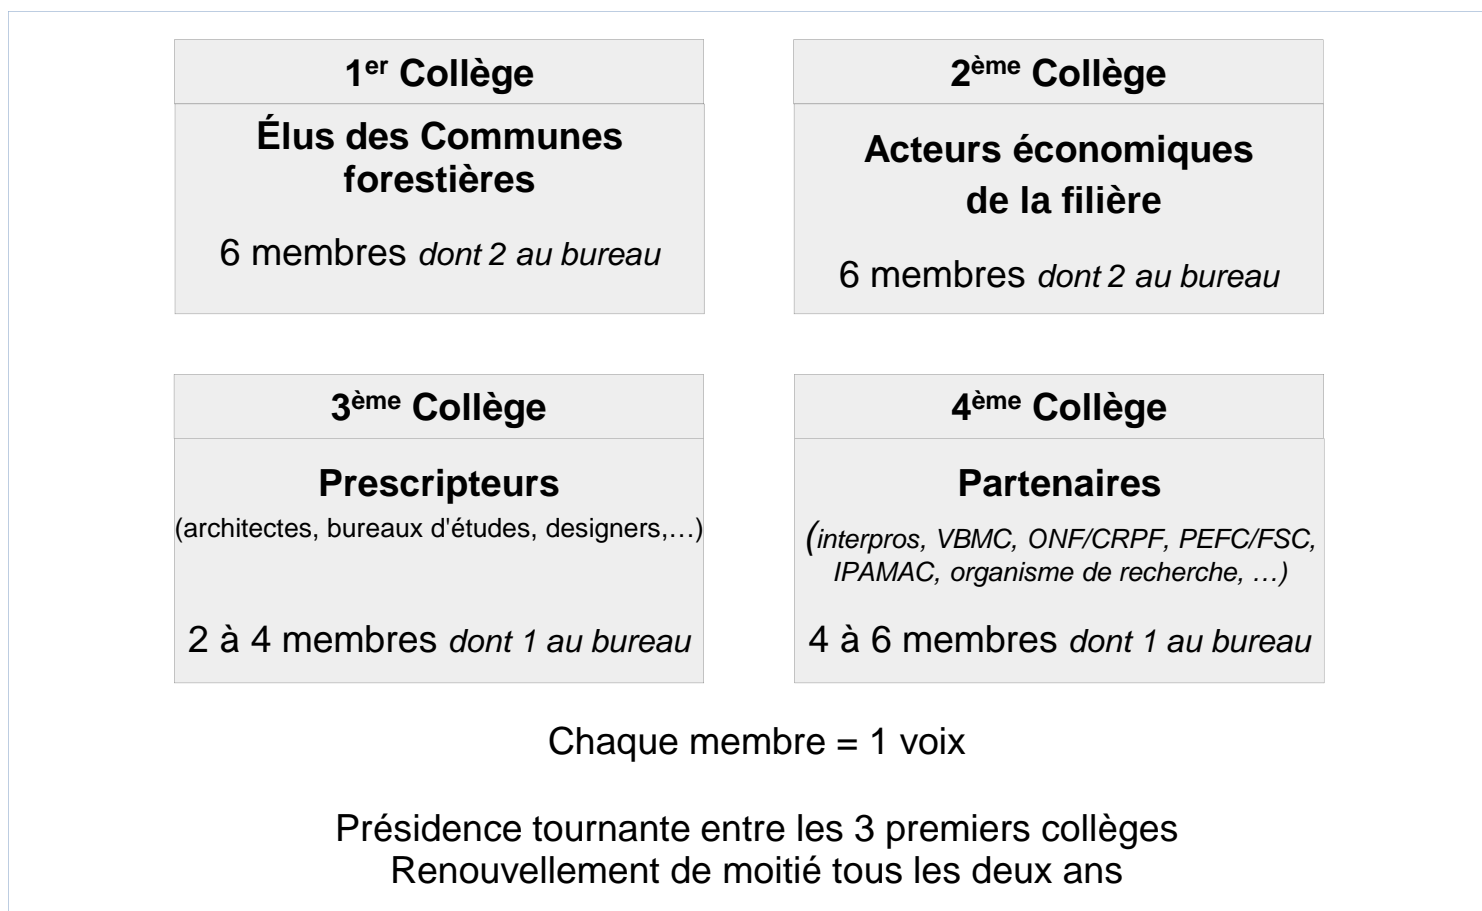 1er Collège
Élus des Communes
forestières
6 membres dont 2 au bureau
2ème Collège
Acteurs économiques
de la filière
6 membres dont 2 au bureau
3ème Collège
Prescripteurs
(architectes, bureaux d'études, designers,…)
2 à 4 membres dont 1 au bureau
4ème Collège
Partenaires
(interpros, VBMC, ONF/CRPF, PEFC/FSC,
IPAMAC, organisme de recherche, …)
4 à 6 membres dont 1 au bureau
Chaque membre = 1 voix
Présidence tournante entre les 3 premiers collèges
Renouvellement de moitié tous les deux ans